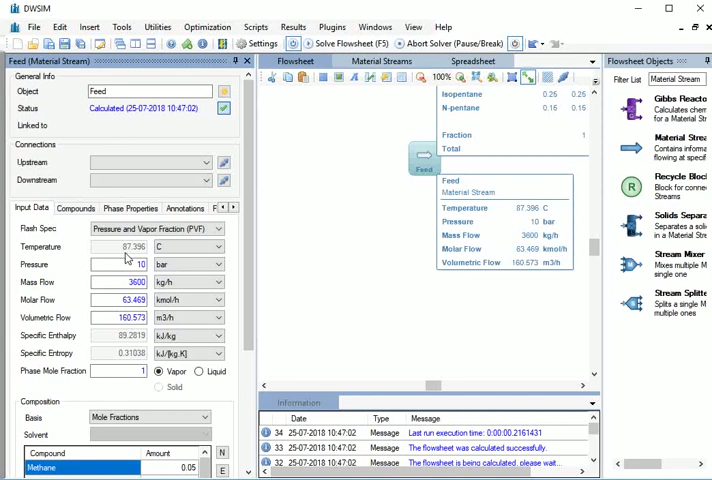 DWSIM
File Edit Insert Tools Utilities Optimization Scripts Results Plugins Windows View Help
Settings Solve Flowsheet (F5) Abort Solver (Pause/Break)
Feed (Material Stream)
General Info
Object Feed
Status Calculated (25-07-2018 10:47:02)
Linked to
Connections
Upstream
Downstream
Input Data Compounds Phase Properties Annotations F
Flash Spec Pressure and Vapor Fraction (PVF)
Temperature 87.396 C
Pressure 10 bar
Mass Flow 3600 kg/h
Molar Flow 63.469 kmol/h
Volumetric Flow 160.573 m3/h
Specific Enthalpy 89.2819 kJ/kg
Specific Entropy 0.31038 kJ/[kg.K]
Phase Mole Fraction 1 Vapor Liquid
Solid
Composition
Basis Mole Fractions
Solvent
Compound Amount N
Methane 0.05 E
Flowsheet Material Streams Spreadsheet
100%
Isopentane 0.25 0.25
N-pentane 0.15 0.15
Fraction 1
Total
Feed
Feed
Material Stream
Temperature 87.396 C
Pressure 10 bar
Mass Flow 3600 kg/h
Molar Flow 63.469 kmol/h
Volumetric Flow 160.573 m3/h
Information
Date Type Message
34 25-07-2018 10:47:02 Message Last run execution time: 0:00:00.2161431
33 25-07-2018 10:47:02 Message The flowsheet was calculated successfully.
32 25-07-2018 10:47:02 Message The flowsheet is being calculated, please wait...
Flowsheet Objects
Filter List Material Stream
Gibbs Reacto
Calculates chem
for a Material St
Material Strea
Contains informa
flowing at specif
R
Recycle Block
Block for connec
Streams
Solids Separa
Separates a soli
in a Material Stre
Stream Mixer
Mixes multiple M
single one
Stream Splitte
Splits a single M
multiple ones